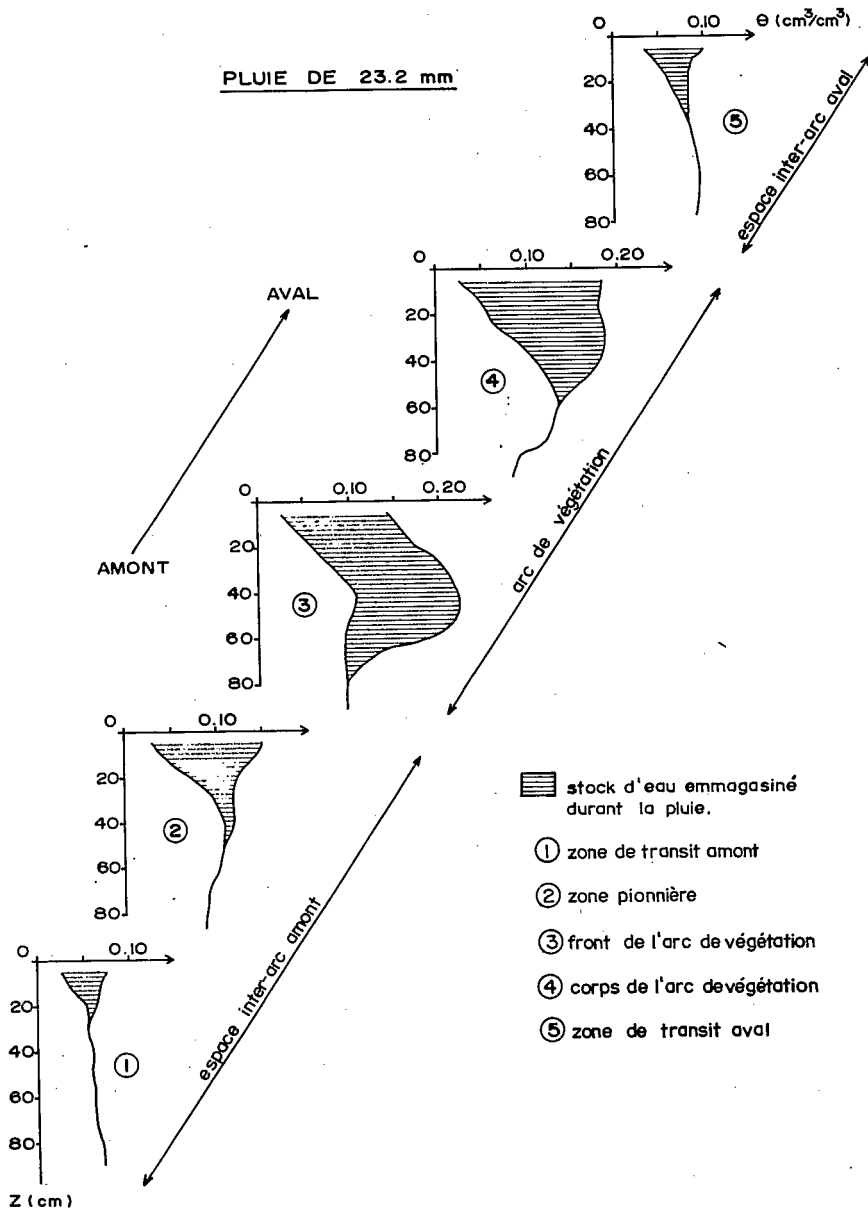 0 0.10 θ (cm³/cm³)
PLUIE DE 23.2 mm
20
40
60
80
⑤
espace inter-arc aval
0 0.10 0.20
AVAL
20
40
60
80
④
arc de végétation
0 0.10 0.20
AMONT
20
40
60
80
③
0 0.10
20
40
60
80
②
espace inter-arc amont
0 0.10
20
40
60
80
①
Z (cm)
stock d'eau emmagasiné
durant la pluie.
① zone de transit amont
② zone pionnière
③ front de l'arc de végétation
④ corps de l'arc de végétation
⑤ zone de transit aval